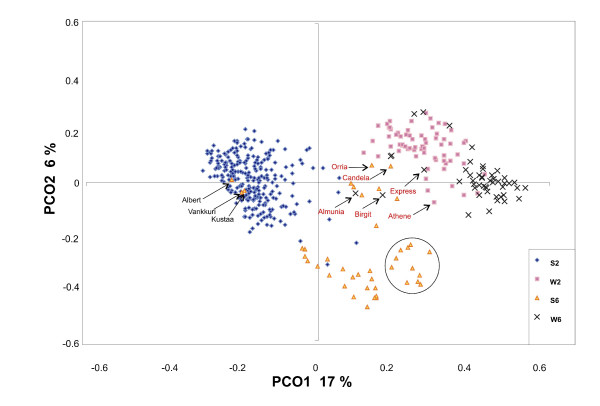 0.6
0.4
0.2
0
-0.2
-0.4
-0.6
PCO2 6 %
Orria
Candela
Express
Albert
Vankkuri
Kustaa
Almunia
Birgit
Athene
S2
W2
S6
W6
-0.6
-0.4
-0.2
0
0.2
0.4
0.6
PCO1 17 %